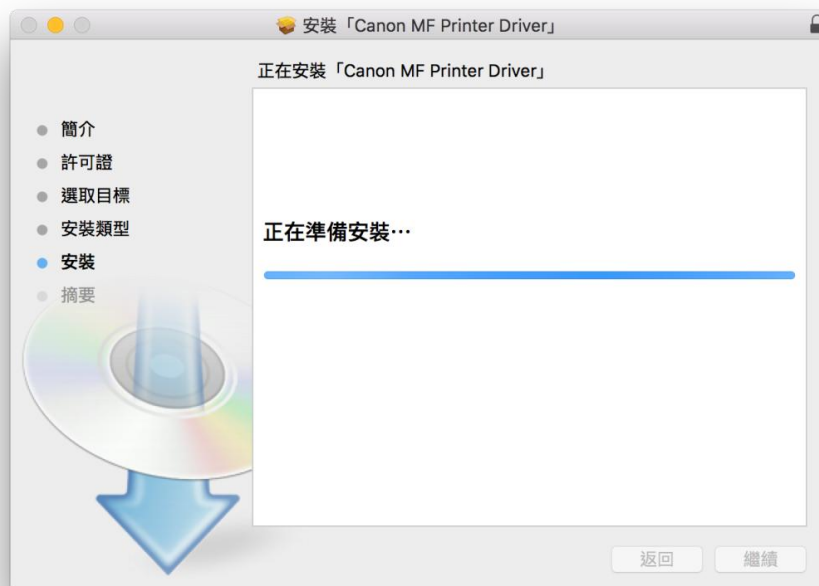 安裝「Canon MF Printer Driver」
正在安裝「Canon MF Printer Driver」
簡介
許可證
選取目標
安裝類型
安裝
摘要
正在準備安裝⋯
返回
繼續